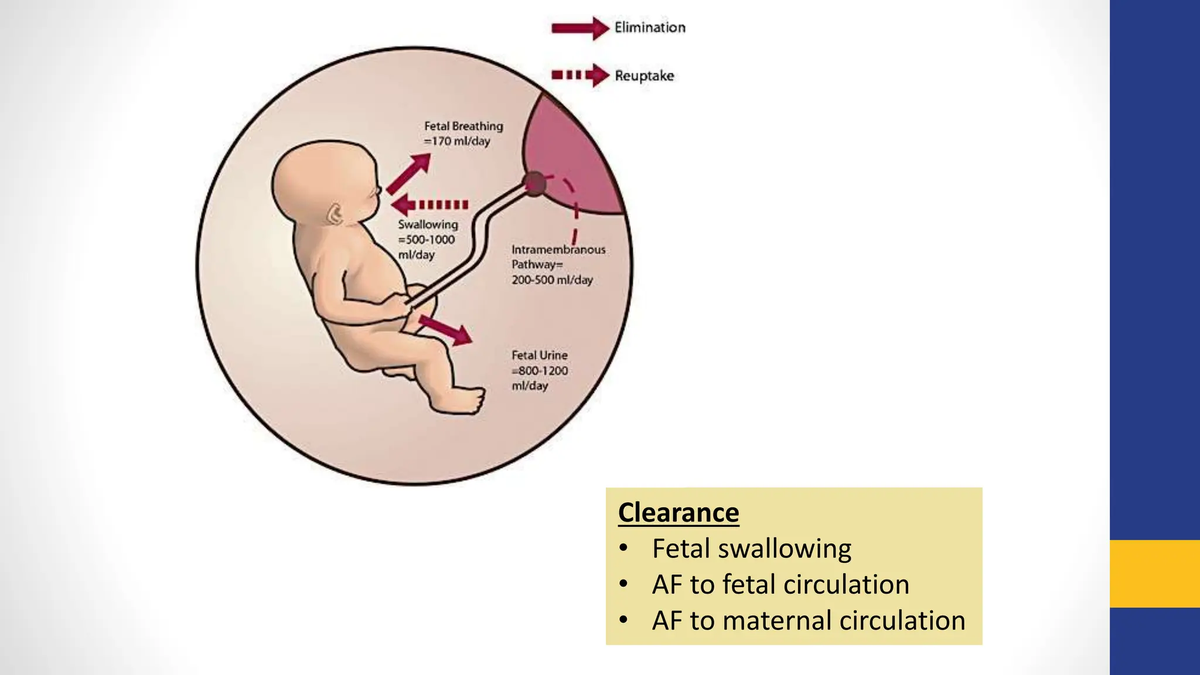 Elimination
Reuptake
Fetal Breathing
=170 ml/day
Swallowing
=500-1000
ml/day
Intramembranous
Pathway=
200-500 ml/day
Fetal Urine
=800-1200
ml/day
Clearance
• Fetal swallowing
• AF to fetal circulation
• AF to maternal circulation